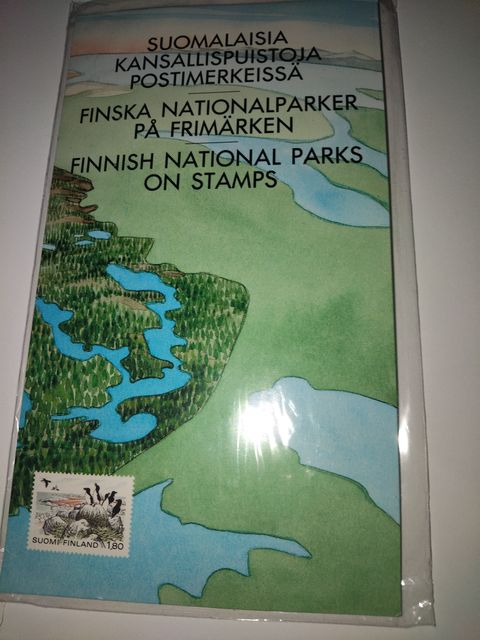 SUOMALAISIA
KANSALLISPUISTOJA
POSTIMERKEISSÄ
FINSKA NATIONALPARKER
PÅ FRIMÄRKEN
FINNISH NATIONAL PARKS
ON STAMPS
SUOMI-FINLAND 1,80